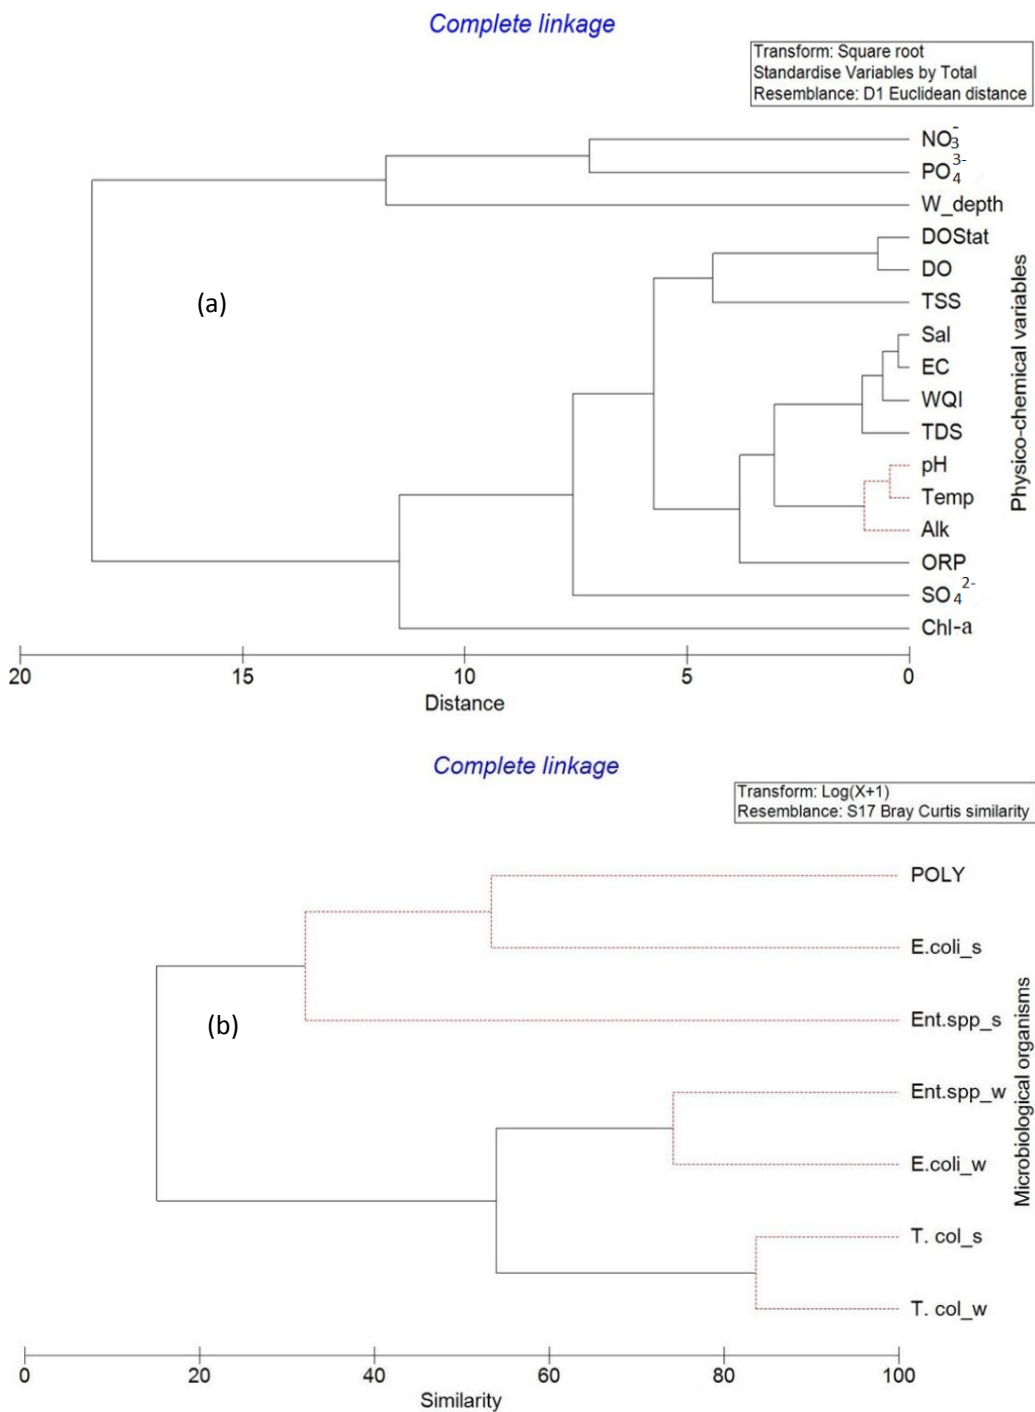 Complete linkage
Transform: Square root
Standardise Variables by Total
Resemblance: D1 Euclidean distance
NO₃⁻
PO₄³⁻
W_depth
DOStat
DO
TSS
Sal
EC
WQI
TDS
pH
Temp
Alk
ORP
SO₄²⁻
Chl-a
(a)
Physico-chemical variables
20 15 10 5 0
Distance
Complete linkage
Transform: Log(X+1)
Resemblance: S17 Bray Curtis similarity
POLY
E.coli_s
Ent.spp_s
Ent.spp_w
E.coli_w
T. col_s
T. col_w
(b)
Microbiological organisms
0 20 40 60 80 100
Similarity